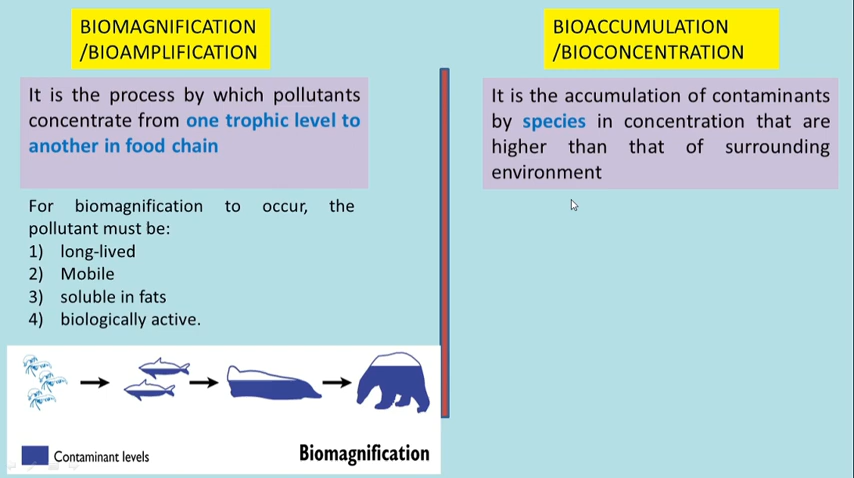 BIOMAGNIFICATION
/BIOAMPLIFICATION
It is the process by which pollutants
concentrate from one trophic level to
another in food chain
For biomagnification to occur, the
pollutant must be:
1) long-lived
2) Mobile
3) soluble in fats
4) biologically active.
Contaminant levels
Biomagnification
BIOACCUMULATION
/BIOCONCENTRATION
It is the accumulation of contaminants
by species in concentration that are
higher than that of surrounding
environment